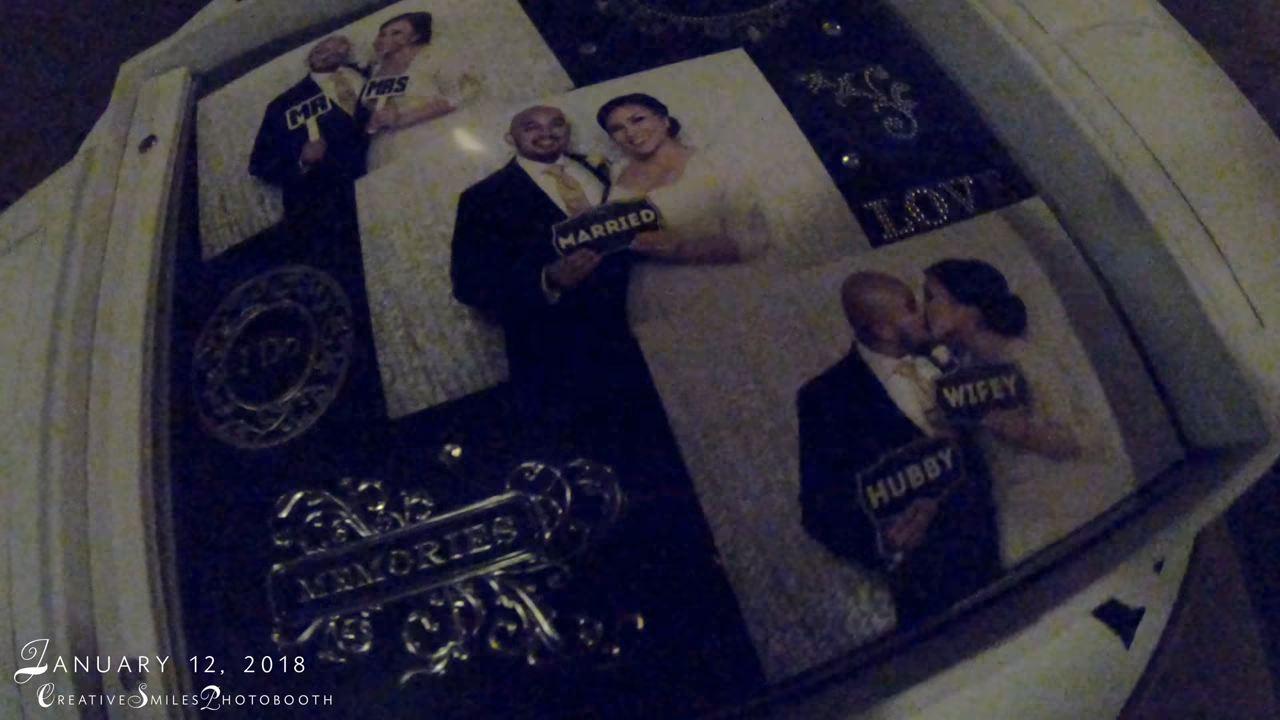 MR
MRS
MARRIED
LOVE
I DO
WIFEY
HUBBY
MEMORIES
JANUARY 12, 2018
CREATIVESMILESPHOTOBOOTH